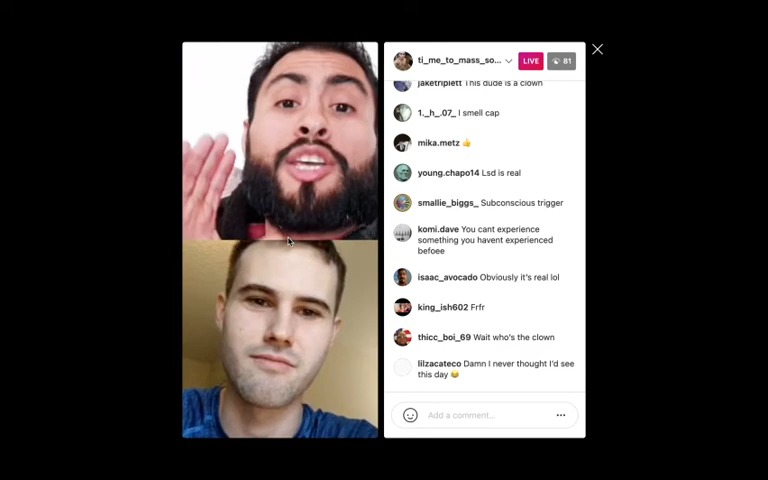 ti_me_to_mass_so... LIVE 81
jaketriplett This dude is a clown
1._h_.07_ I smell cap
mika.metz 👍
young.chapo14 Lsd is real
smallie_biggs_ Subconscious trigger
komi.dave You cant experience
something you havent experienced
befoee
isaac_avocado Obviously it's real lol
king_ish602 Frfr
thicc_boi_69 Wait who's the clown
lilzacateco Damn I never thought I'd see
this day 😂
Add a comment...